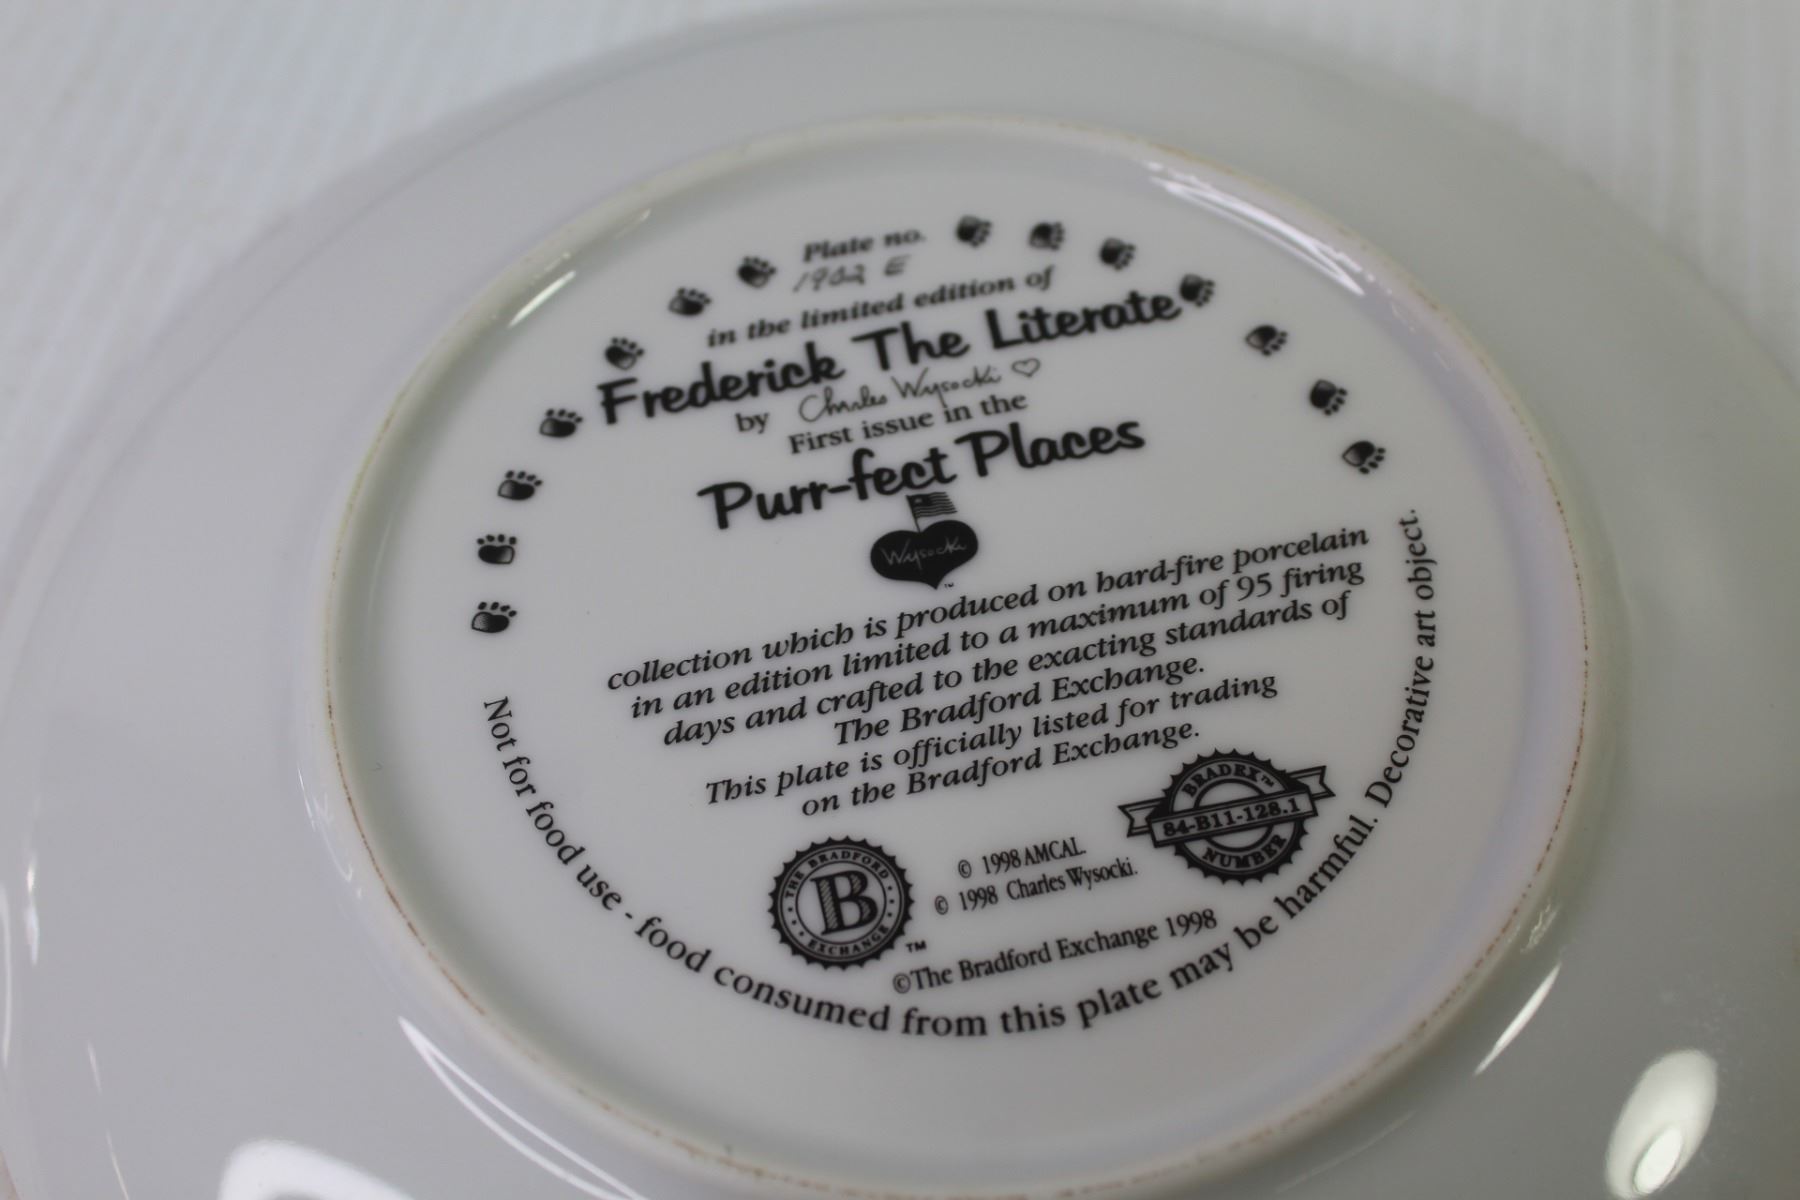 Plate no.
1902 E
in the limited edition of
Frederick The Literate
by Charles Wysocki
First issue in the
Purr-fect Places
Wysocki
™
collection which is produced on hard-fire porcelain
in an edition limited to a maximum of 95 firing
days and crafted to the exacting standards of
The Bradford Exchange.
This plate is officially listed for trading
on the Bradford Exchange.
BRADEX™
84-B11-128.1
NUMBER
THE BRADFORD
B
EXCHANGE
™
© 1998 AMCAL.
© 1998 Charles Wysocki.
©The Bradford Exchange 1998
Not for food use - food consumed from this plate may be harmful. Decorative art object.